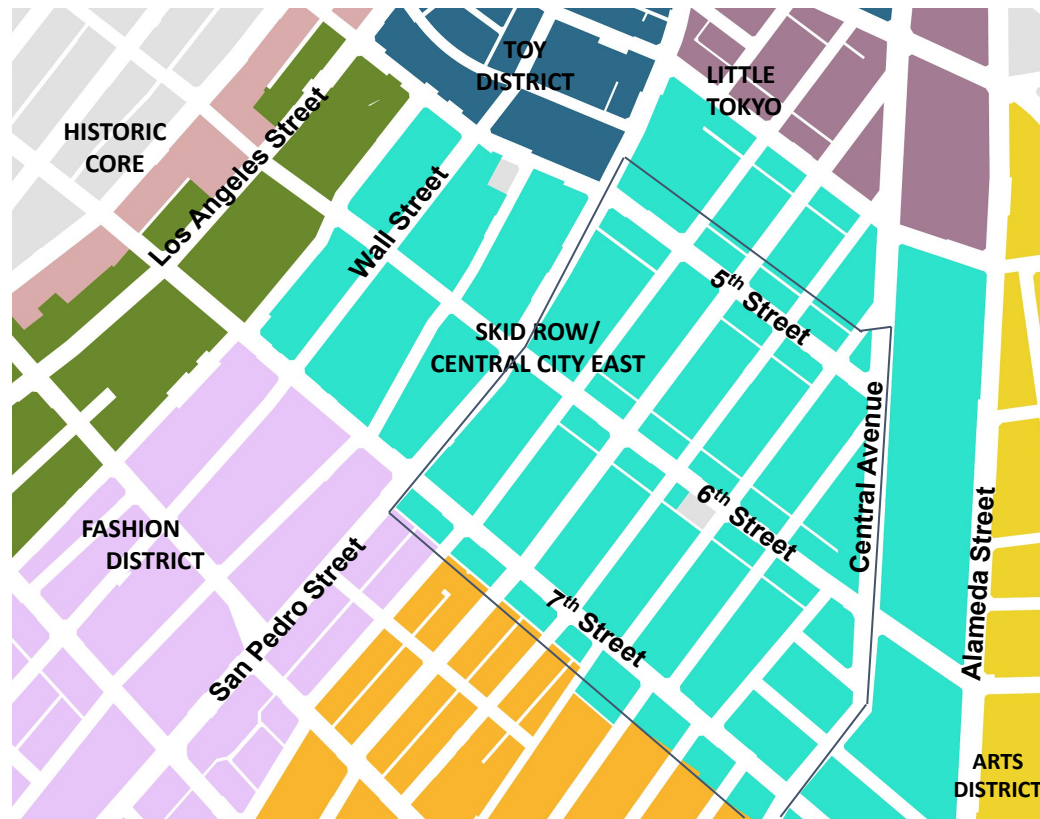 TOY
DISTRICT
LITTLE
TOKYO
HISTORIC
CORE
Los Angeles Street
Wall Street
5th Street
SKID ROW/
CENTRAL CITY EAST
Central Avenue
6th Street
Alameda Street
FASHION
DISTRICT
San Pedro Street
7th Street
ARTS
DISTRICT